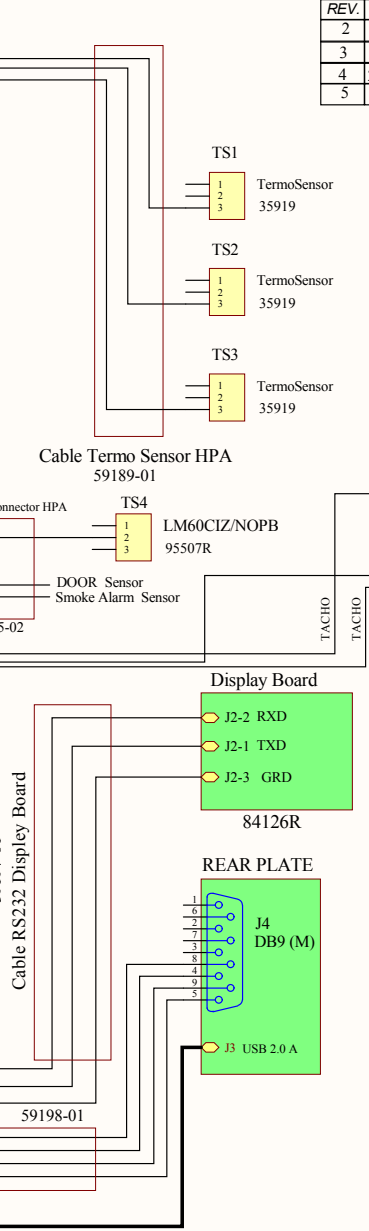 REV.
2
3
4
5
TS1
1
2
3
TermoSensor
35919
TS2
1
2
3
TermoSensor
35919
TS3
1
2
3
TermoSensor
35919
Cable Termo Sensor HPA
59189-01
onnector HPA
TS4
1
2
3
LM60CIZ/NOPB
95507R
DOOR Sensor
Smoke Alarm Sensor
5-02
TACHO
TACHO
Display Board
J2-2 RXD
J2-1 TXD
J2-3 GRD
84126R
Cable RS232 Displey Board
REAR PLATE
1
6
2
7
3
8
4
9
5
J4
DB9 (M)
J3 USB 2.0 A
59198-01